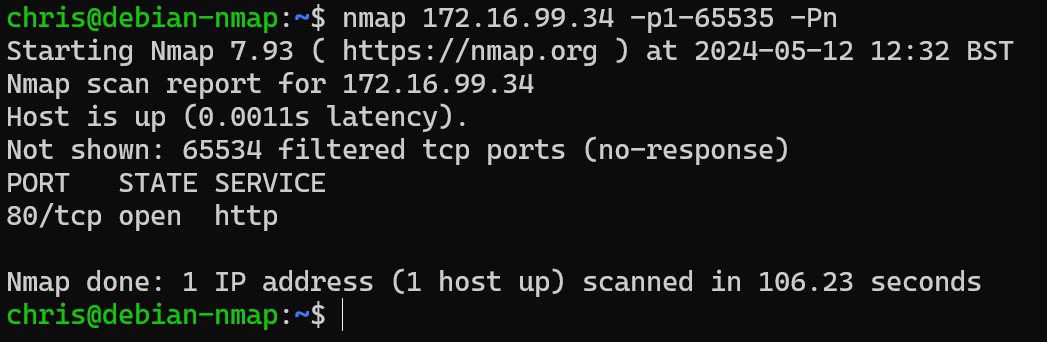 chris@debian-nmap:~$ nmap 172.16.99.34 -p1-65535 -Pn
Starting Nmap 7.93 ( https://nmap.org ) at 2024-05-12 12:32 BST
Nmap scan report for 172.16.99.34
Host is up (0.0011s latency).
Not shown: 65534 filtered tcp ports (no-response)
PORT   STATE SERVICE
80/tcp open  http

Nmap done: 1 IP address (1 host up) scanned in 106.23 seconds
chris@debian-nmap:~$